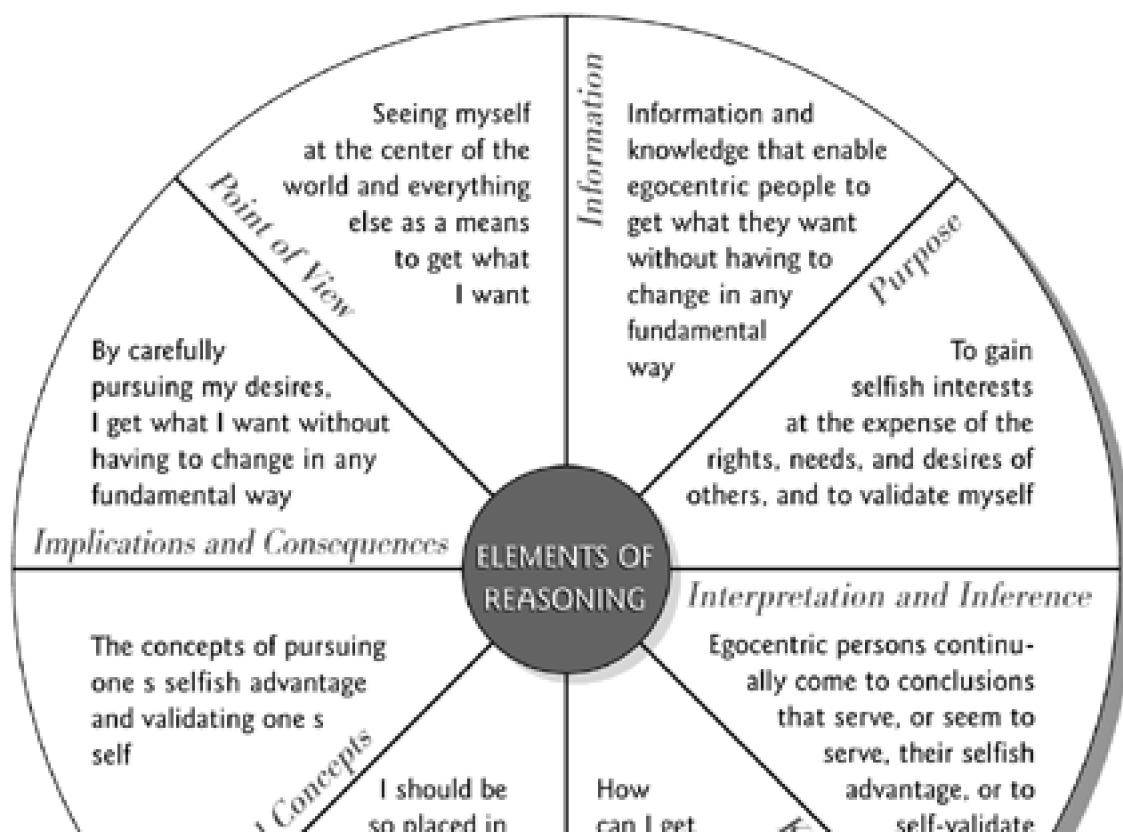 Information
Information and
knowledge that enable
egocentric people to
get what they want
without having to
change in any
fundamental
way
Purpose
To gain
selfish interests
at the expense of the
rights, needs, and desires of
others, and to validate myself
Interpretation and Inference
Egocentric persons continu-
ally come to conclusions
that serve, or seem to
serve, their selfish
advantage, or to
self-validate
How
can I get
I should be
so placed in
Concepts
The concepts of pursuing
one s selfish advantage
and validating one s
self
Implications and Consequences
By carefully
pursuing my desires,
I get what I want without
having to change in any
fundamental way
Point of View
Seeing myself
at the center of the
world and everything
else as a means
to get what
I want
ELEMENTS OF
REASONING